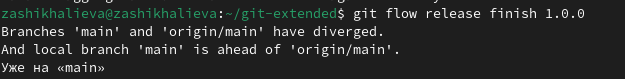 zashikhalieva@zashikhalieva:~/git-extended$ git flow release finish 1.0.0
Branches 'main' and 'origin/main' have diverged.
And local branch 'main' is ahead of 'origin/main'.
Уже на «main»